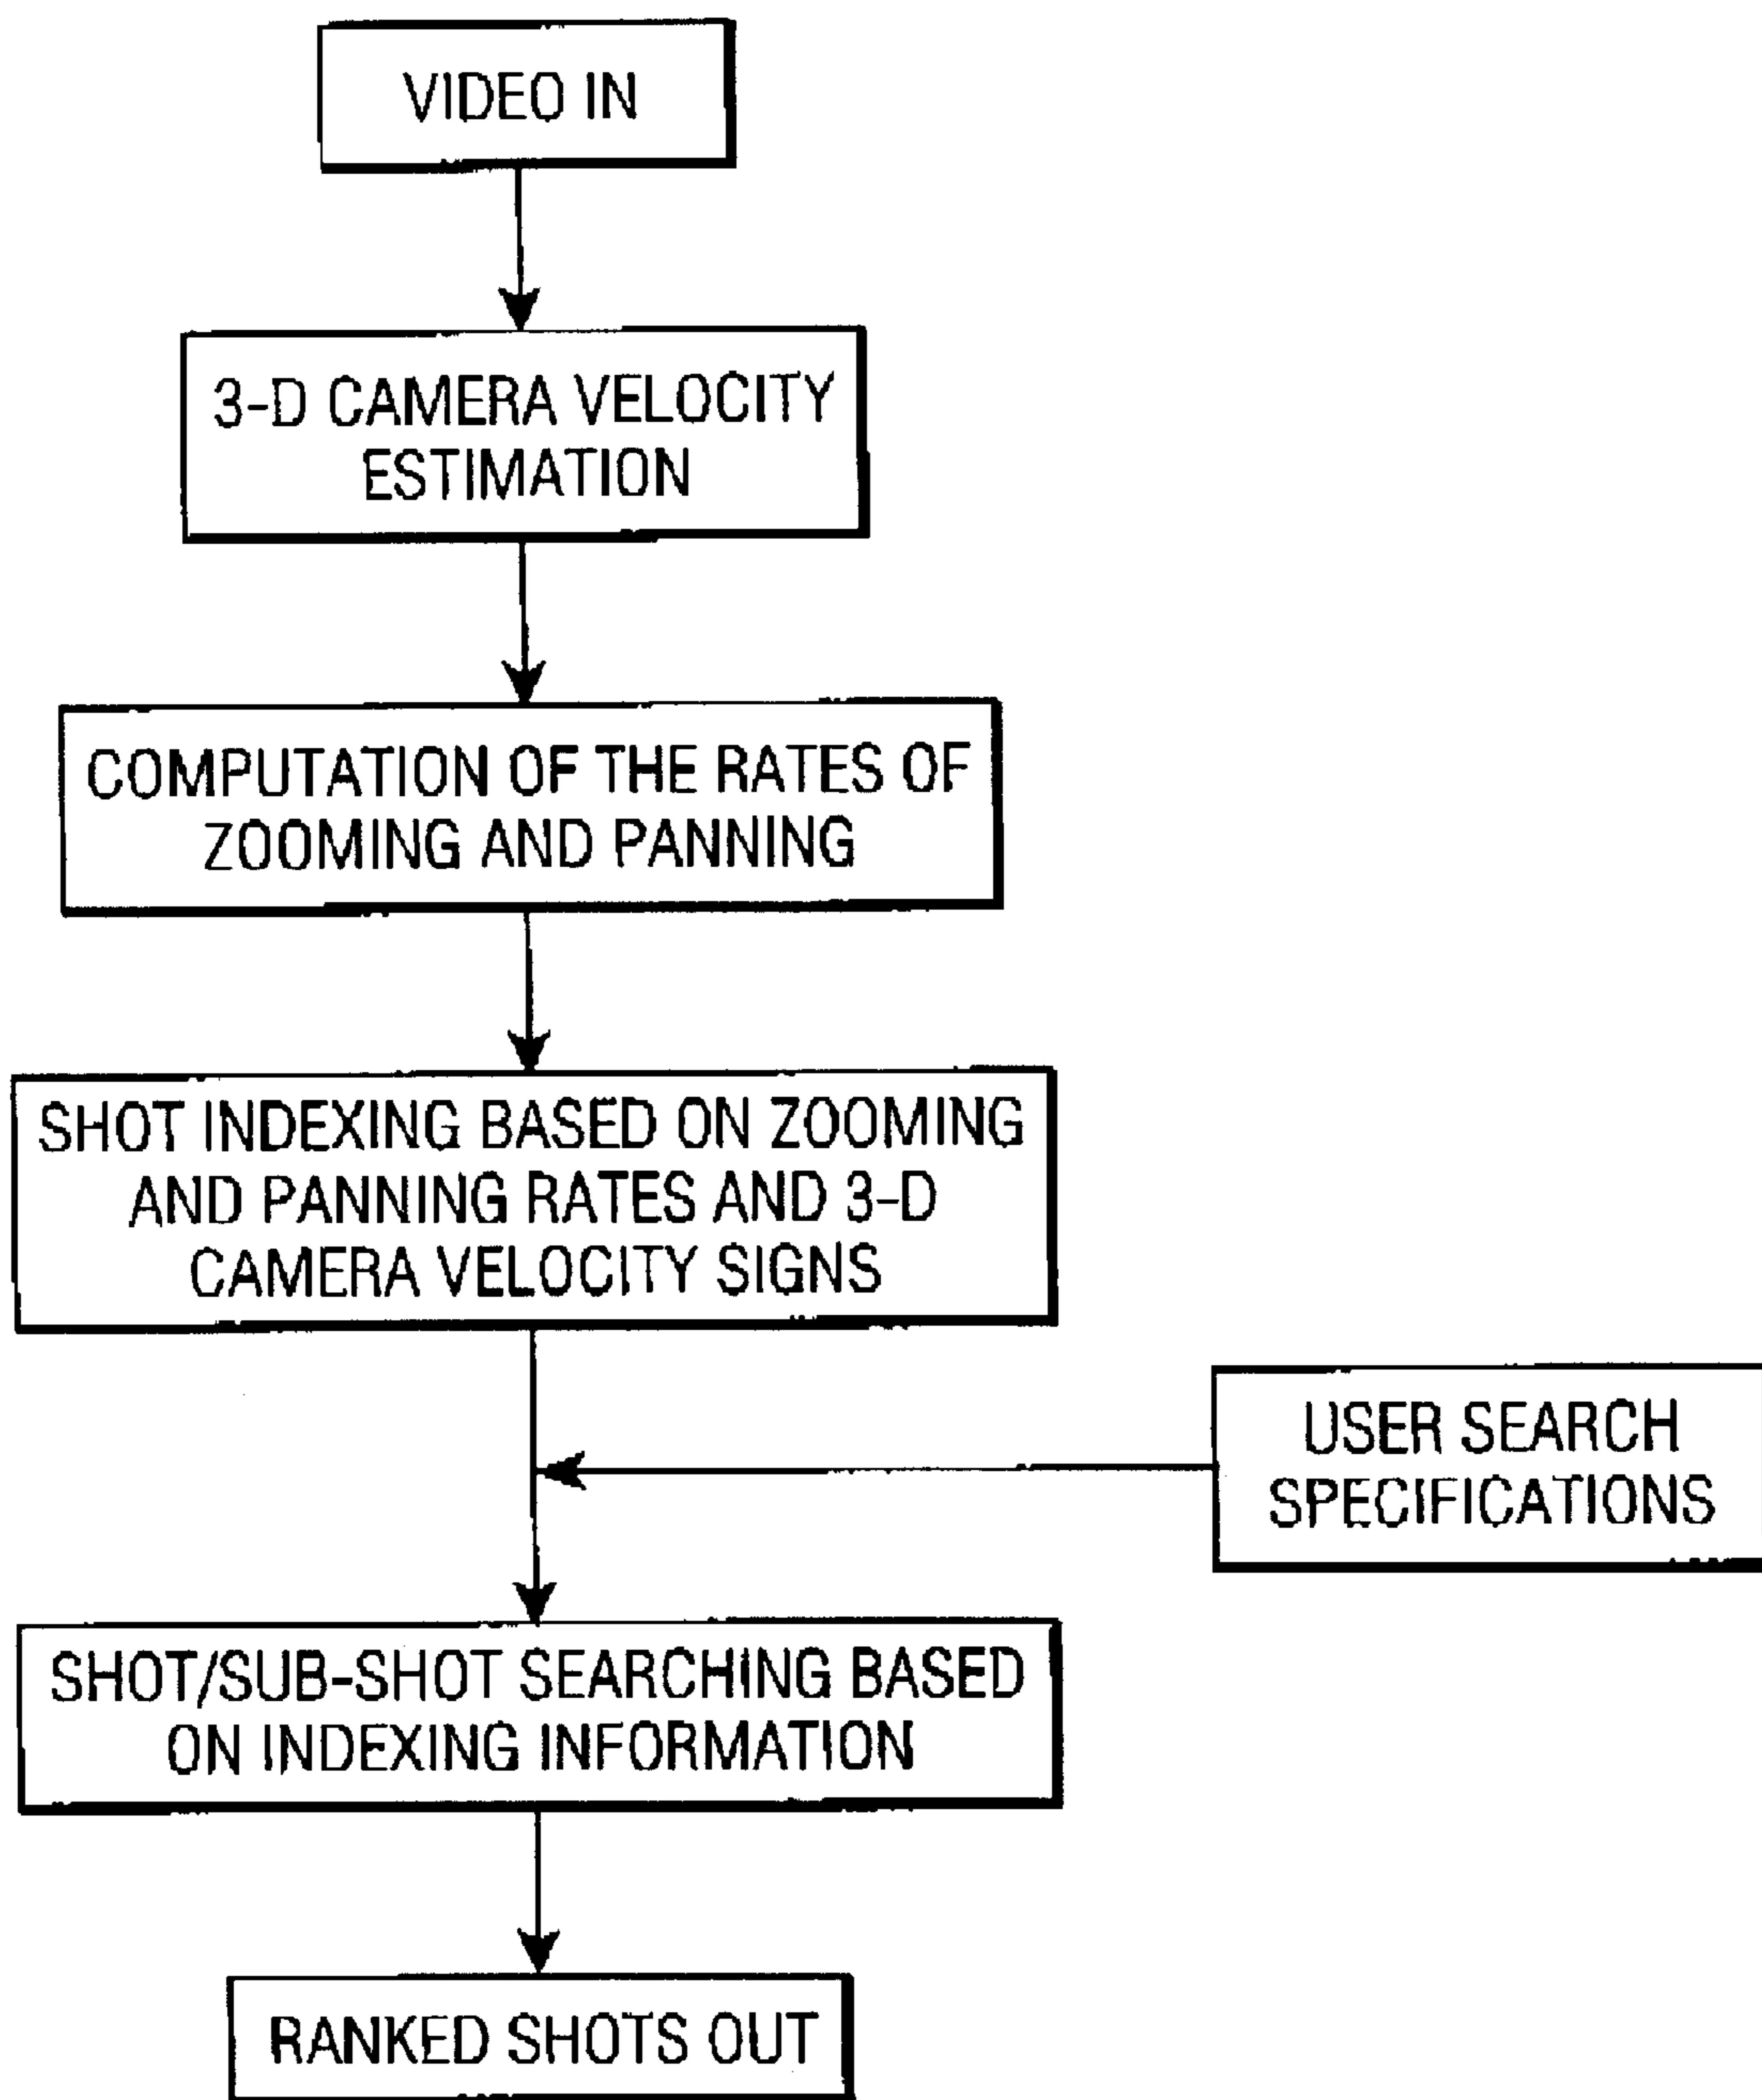 VIDEO IN
3-D CAMERA VELOCITY
ESTIMATION
COMPUTATION OF THE RATES OF
ZOOMING AND PANNING
SHOT INDEXING BASED ON ZOOMING
AND PANNING RATES AND 3-D
CAMERA VELOCITY SIGNS
USER SEARCH
SPECIFICATIONS
SHOT/SUB-SHOT SEARCHING BASED
ON INDEXING INFORMATION
RANKED SHOTS OUT